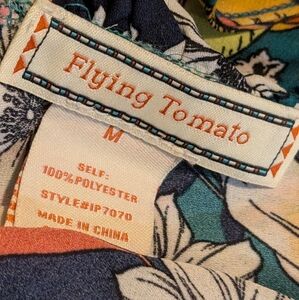 Flying Tomato
M
SELF:
100% POLYESTER
STYLE#IP7070
MADE IN CHINA